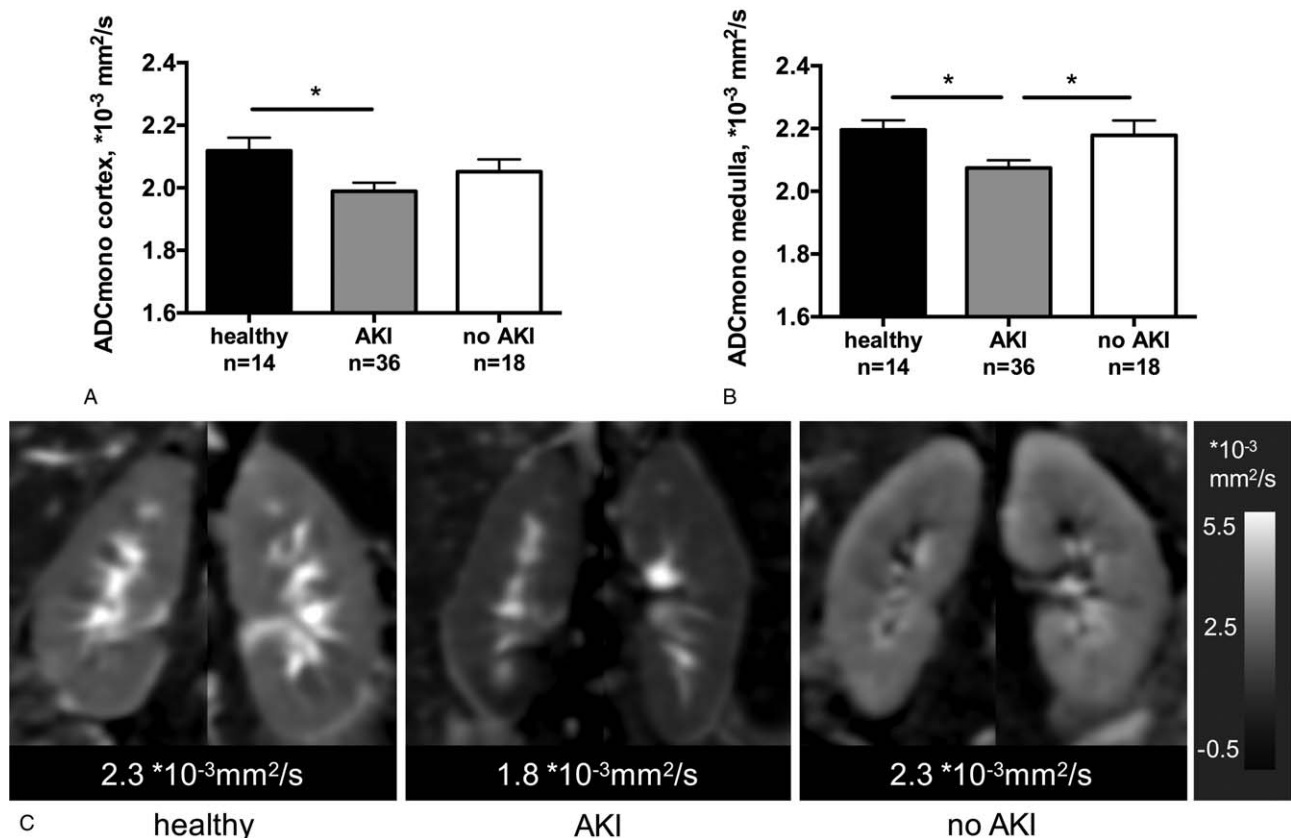 ADCmono cortex, *10⁻³ mm²/s
2.4
2.2
2.0
1.8
1.6
*
healthy
n=14
AKI
n=36
no AKI
n=18
A
ADCmono medulla, *10⁻³ mm²/s
2.4
2.2
2.0
1.8
1.6
*
*
healthy
n=14
AKI
n=36
no AKI
n=18
B
2.3 *10⁻³mm²/s
1.8 *10⁻³mm²/s
2.3 *10⁻³mm²/s
*10⁻³
mm²/s
5.5
2.5
-0.5
C
healthy
AKI
no AKI